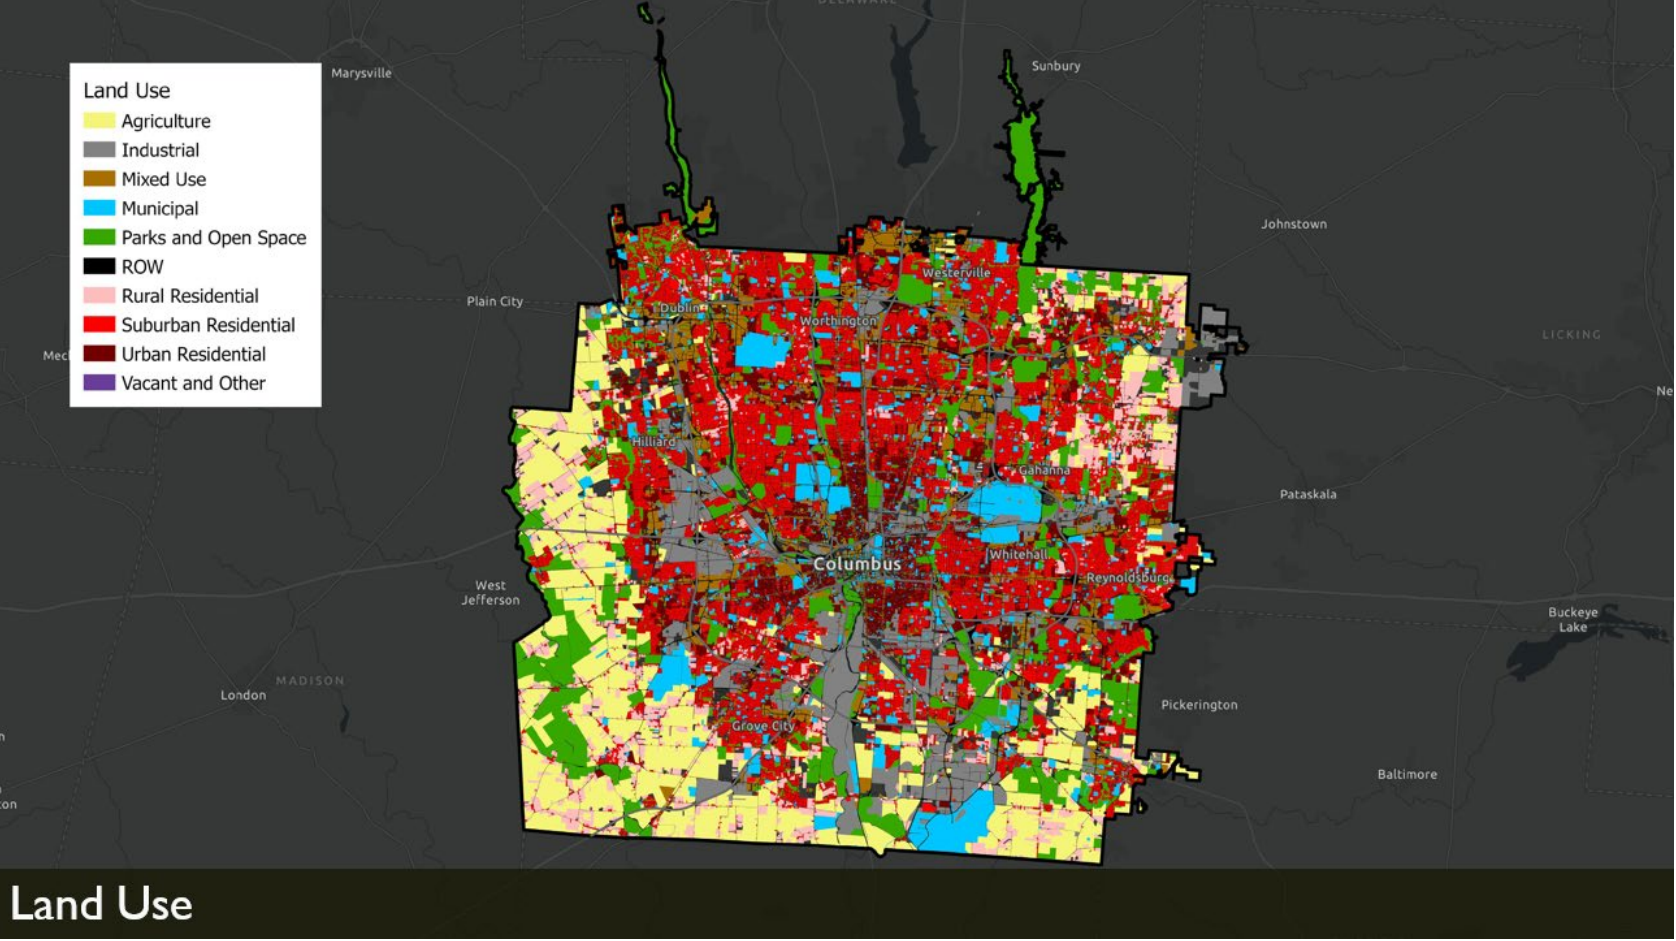 DELAWARE
Marysville
Sunbury
Land Use
Agriculture
Industrial
Mixed Use
Municipal
Parks and Open Space
ROW
Rural Residential
Suburban Residential
Urban Residential
Vacant and Other
Johnstown
Westerville
Plain City
Dublin
Worthington
LICKING
Hilliard
Gahanna
Pataskala
Whitehall
Columbus
Reynoldsburg
West
Jefferson
Buckeye
Lake
MADISON
London
Pickerington
Grove City
Baltimore
Land Use